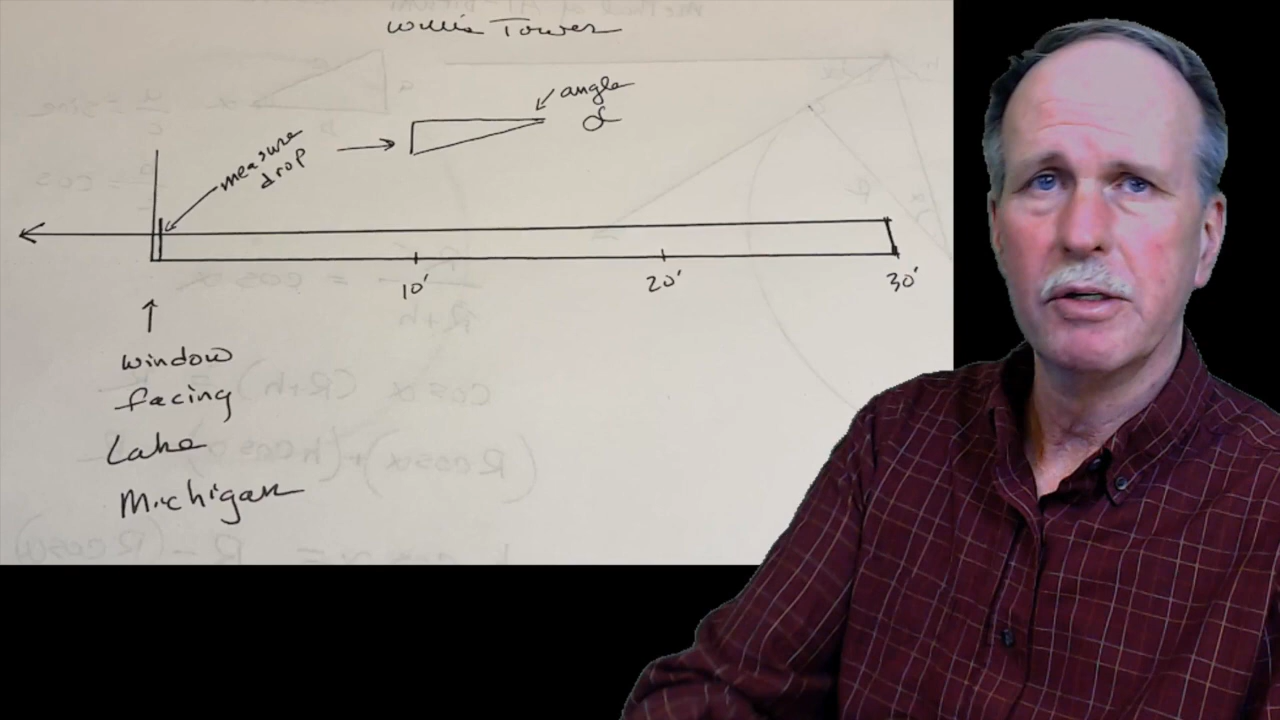 Willis Tower
angle
α
measure
drop
10'
20'
30'
window
facing
Lake
Michigan